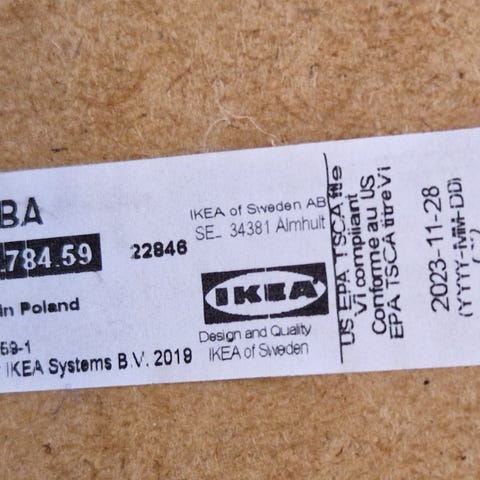 BA
.784.59
22846
in Poland
59-1
IKEA Systems B.V. 2019
IKEA of Sweden AB
SE_ 34381 Almhult
IKEA
Design and Quality
IKEA of Sweden
US EPA TSCA title
VI compliant
Conforme au US
EPA TSCA titre VI
2023-11-28
(YYYY-MM-DD)